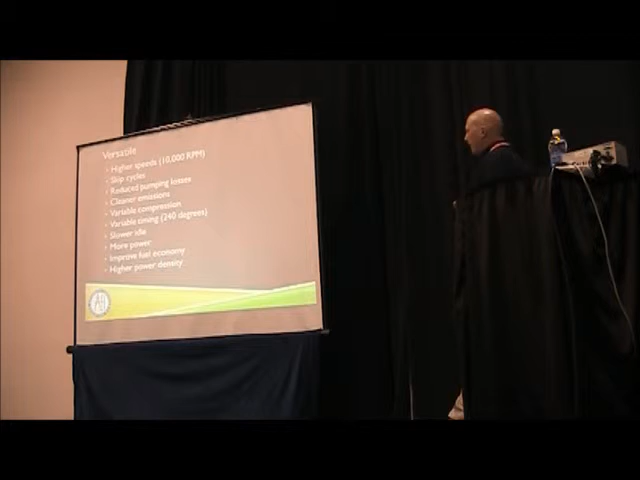 Versatile
Higher speeds (10,000 RPM)
Skip cycles
Reduced pumping losses
Cleaner emissions
Variable compression
Variable timing (240 degrees)
Slower idle
More power
Improve fuel economy
Higher power density